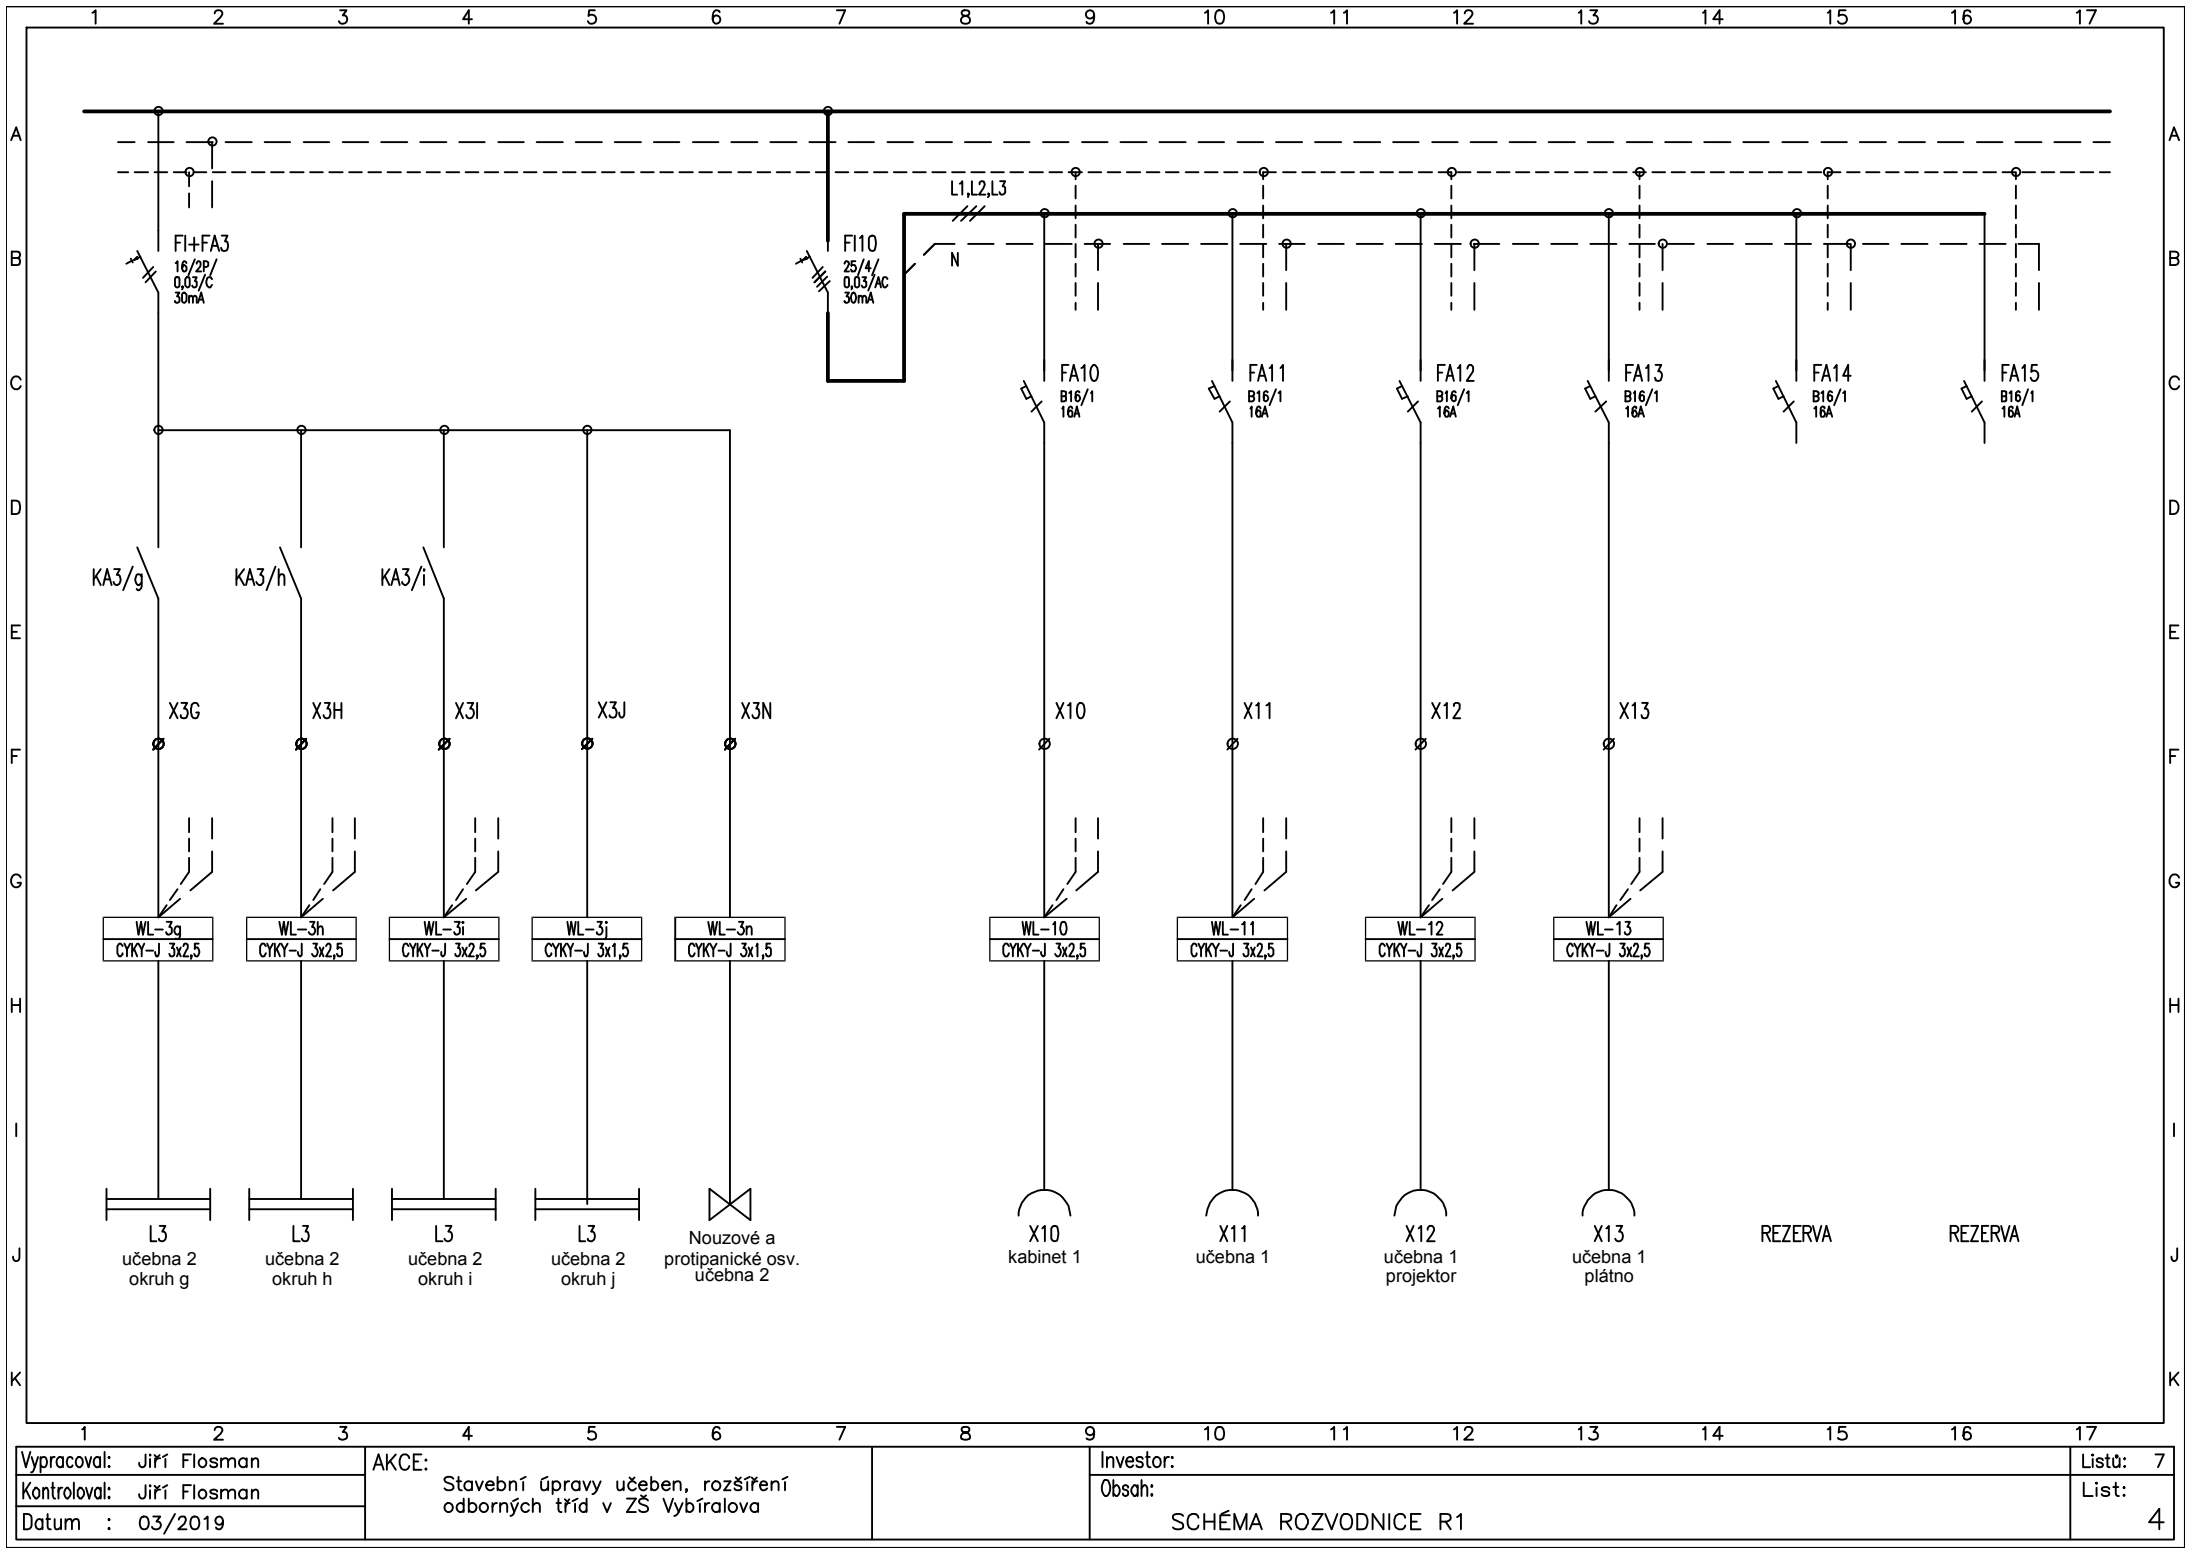 1 2 3 4 5 6 7 8 9 10 11 12 13 14 15 16 17
A A
L1,L2,L3
B FI+FA3 FI10 N B
16/2P/
0,03/C
30mA
25/4/
0,03/AC
30mA
C FA10 FA11 FA12 FA13 FA14 FA15 C
B16/1 B16/1 B16/1 B16/1 B16/1 B16/1
16A 16A 16A 16A 16A 16A
D D
KA3/g KA3/h KA3/i
E E
X3G X3H X3I X3J X3N X10 X11 X12 X13
F F
G G
WL-3g WL-3h WL-3i WL-3j WL-3n WL-10 WL-11 WL-12 WL-13
CYKY-J 3x2,5 CYKY-J 3x2,5 CYKY-J 3x2,5 CYKY-J 3x1,5 CYKY-J 3x1,5 CYKY-J 3x2,5 CYKY-J 3x2,5 CYKY-J 3x2,5 CYKY-J 3x2,5
H H
I I
L3
učebna 2
okruh g
L3
učebna 2
okruh h
L3
učebna 2
okruh i
L3
učebna 2
okruh j
Nouzové a
protipanické osv.
učebna 2
X10
kabinet 1
X11
učebna 1
X12
učebna 1
projektor
X13
učebna 1
plátno
REZERVA
REZERVA
J J
K K
1 2 3 4 5 6 7 8 9 10 11 12 13 14 15 16 17
Vypracoval: Jiří Flosman
Kontroloval: Jiří Flosman
Datum : 03/2019
AKCE:
Stavební úpravy učeben, rozšíření
odborných tříd v ZŠ Vybíralova
Investor:
Obsah:
SCHÉMA ROZVODNICE R1
Listů: 7
List:
4